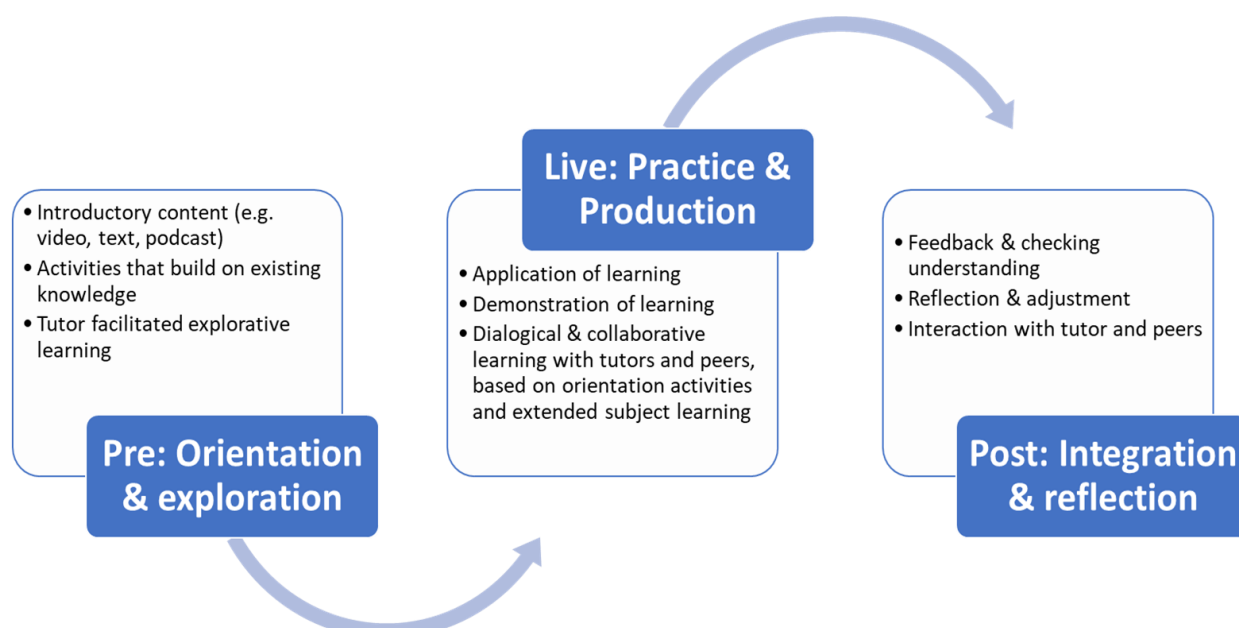 • Introductory content (e.g.
video, text, podcast)
• Activities that build on existing
knowledge
• Tutor facilitated explorative
learning
Pre: Orientation
& exploration
Live: Practice &
Production
• Application of learning
• Demonstration of learning
• Dialogical & collaborative
learning with tutors and peers,
based on orientation activities
and extended subject learning
• Feedback & checking
understanding
• Reflection & adjustment
• Interaction with tutor and peers
Post: Integration
& reflection